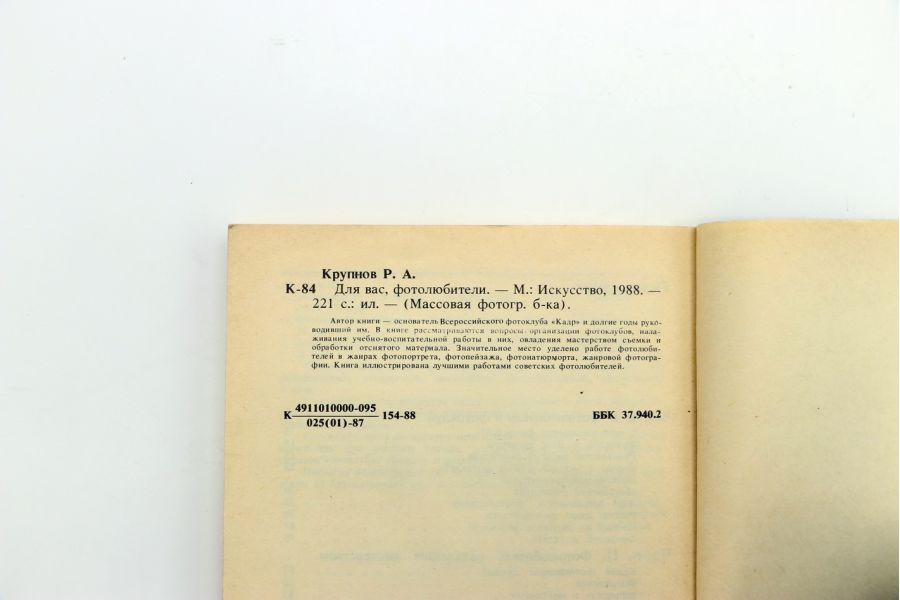 Крупнов Р. А.
К-84 Для вас, фотолюбители. — М.: Искусство, 1988. —
221 с.: ил. — (Массовая фотогр. б-ка).
Автор книги — основатель Всероссийского фотоклуба «Кадр» и долгие годы руко-
водивший им. В книге рассматриваются вопросы организации фотоклубов, нала-
живания учебно-воспитательной работы в них, овладения мастерством съемки и
обработки отснятого материала. Значительное место уделено работе фотолюби-
телей в жанрах фотопортрета, фотопейзажа, фотонатюрморта, жанровой фотогра-
фии. Книга иллюстрирована лучшими работами советских фотолюбителей.
К 4911010000-095 154-88 ББК 37.940.2
025(01)-87